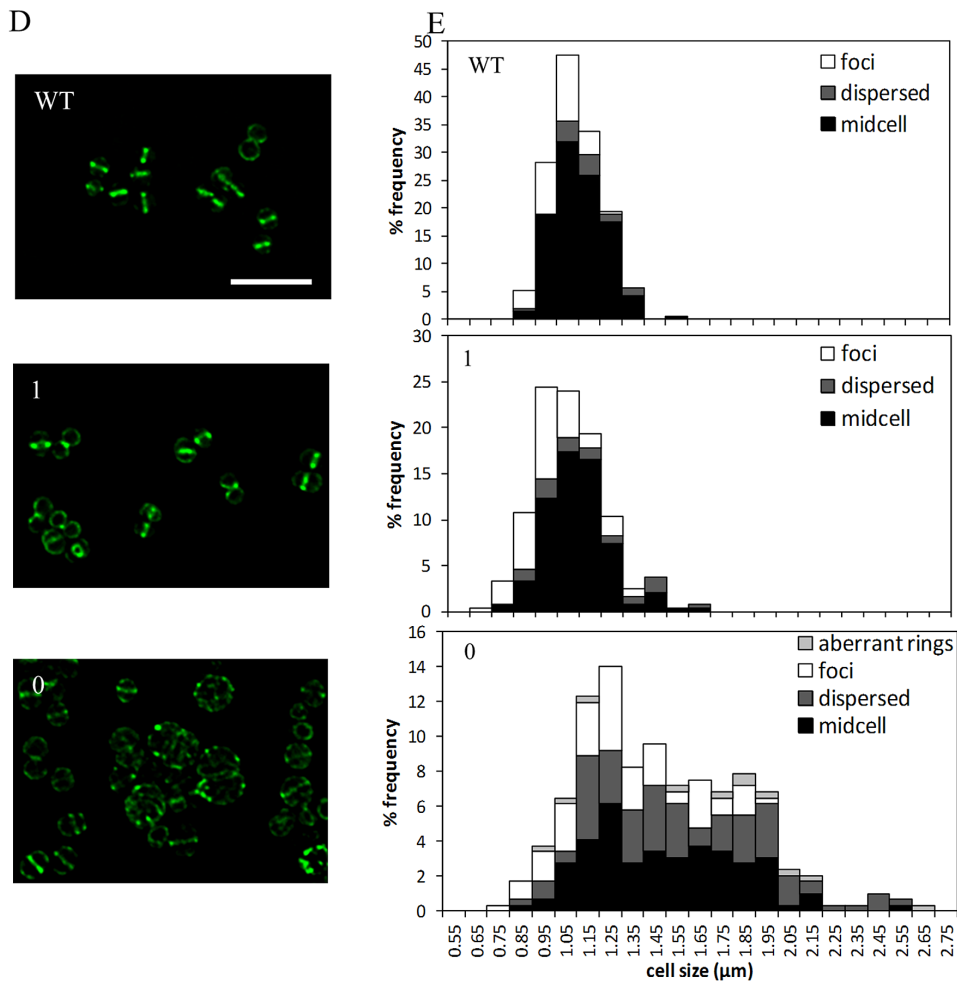 D
E
WT
1
0
WT
foci
dispersed
midcell
% frequency
50
45
40
35
30
25
20
15
10
5
0
1
foci
dispersed
midcell
% frequency
30
25
20
15
10
5
0
0
aberrant rings
foci
dispersed
midcell
% frequency
16
14
12
10
8
6
4
2
0
0.55 0.65 0.75 0.85 0.95 1.05 1.15 1.25 1.35 1.45 1.55 1.65 1.75 1.85 1.95 2.05 2.15 2.25 2.35 2.45 2.55 2.65 2.75
cell size (µm)